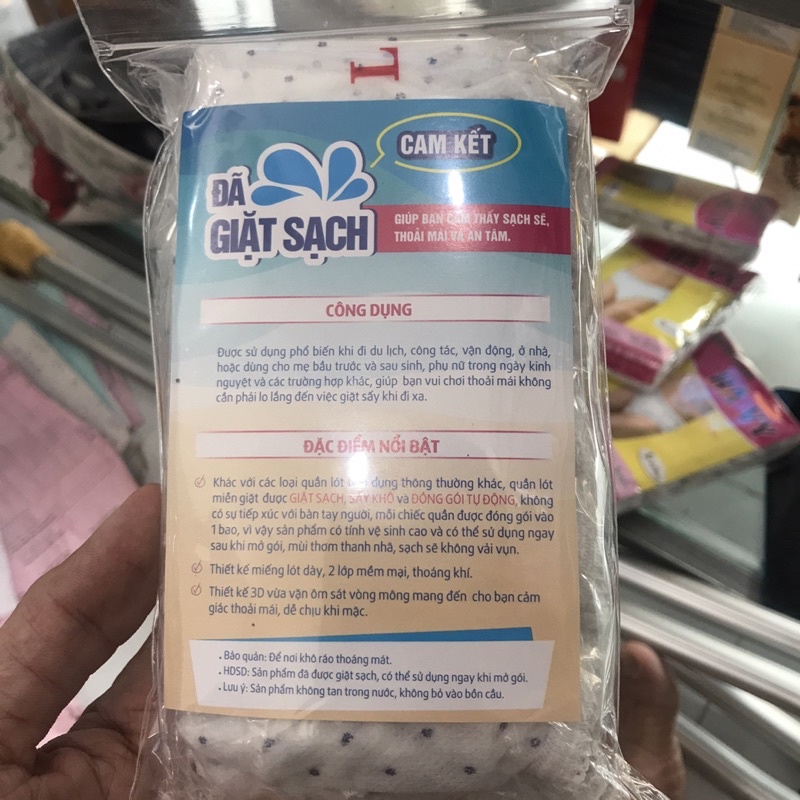 L
CAM KẾT
ĐÃ
GIẶT SẠCH
GIÚP BẠN CẢM THẤY SẠCH SẼ,
THOẢI MÁI VÀ AN TÂM.
CÔNG DỤNG
Được sử dụng phổ biến khi đi du lịch, công tác, vận động, ở nhà,
hoặc dùng cho mẹ bầu trước và sau sinh, phụ nữ trong ngày kinh
nguyệt và các trường hợp khác, giúp bạn vui chơi thoải mái không
cần phải lo lắng đến việc giặt sấy khi đi xa.
ĐẶC ĐIỂM NỔI BẬT
Khác với các loại quần lót tiêu dụng thông thường khác, quần lót
miễn giặt được GIẶT SẠCH, SẤY KHÔ và ĐÓNG GÓI TỰ ĐỘNG, không
có sự tiếp xúc với bàn tay người, mỗi chiếc quần được đóng gói vào
1 bao, vì vậy sản phẩm có tính vệ sinh cao và có thể sử dụng ngay
sau khi mở gói, mùi thơm thanh nhã, sạch sẽ không vải vụn.
Thiết kế miếng lót dày, 2 lớp mềm mại, thoáng khí.
Thiết kế 3D vừa vặn ôm sát vòng mông mang đến cho bạn cảm
giác thoải mái, dễ chịu khi mặc.
. Bảo quản: Để nơi khô ráo thoáng mát.
. HDSD: Sản phẩm đã được giặt sạch, có thể sử dụng ngay khi mở gói.
. Lưu ý: Sản phẩm không tan trong nước, không bỏ vào bồn cầu.